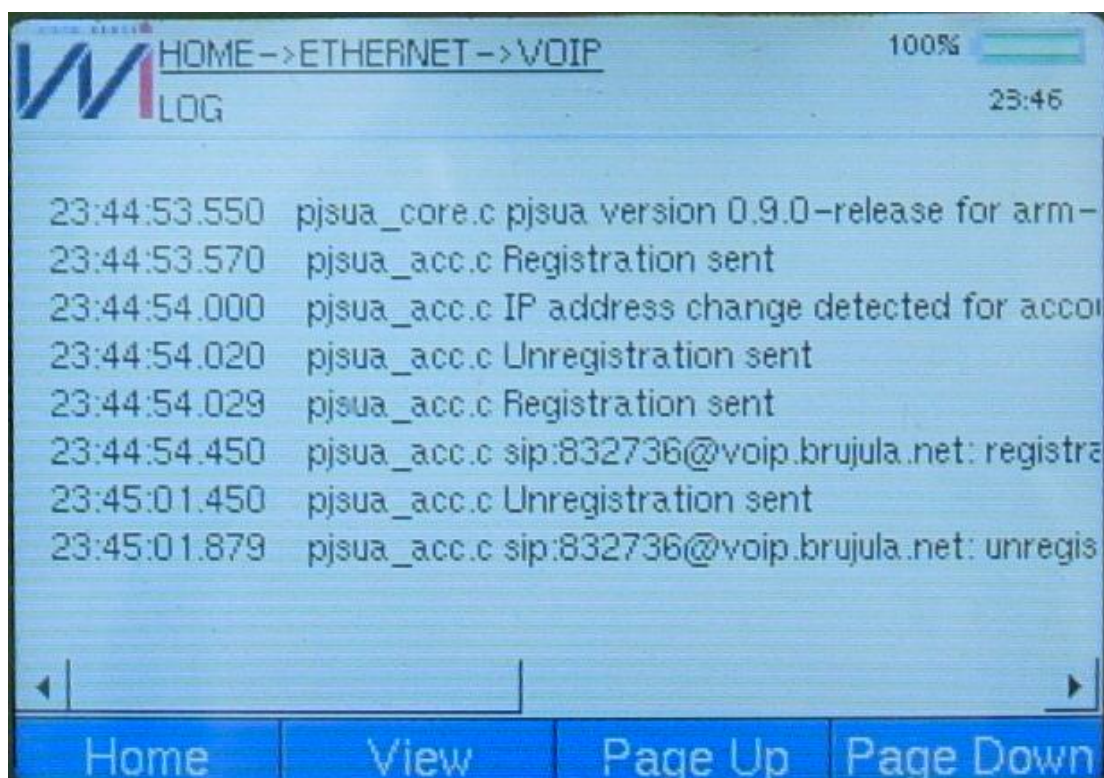 HOME->ETHERNET->VOIP
100%
LOG
23:46
23:44:53.550 pjsua_core.c pjsua version 0.9.0-release for arm-
23:44:53.570 pjsua_acc.c Registration sent
23:44:54.000 pjsua_acc.c IP address change detected for accou
23:44:54.020 pjsua_acc.c Unregistration sent
23:44:54.029 pjsua_acc.c Registration sent
23:44:54.450 pjsua_acc.c sip:832736@voip.brujula.net: registra
23:45:01.450 pjsua_acc.c Unregistration sent
23:45:01.879 pjsua_acc.c sip:832736@voip.brujula.net: unregis
Home View Page Up Page Down